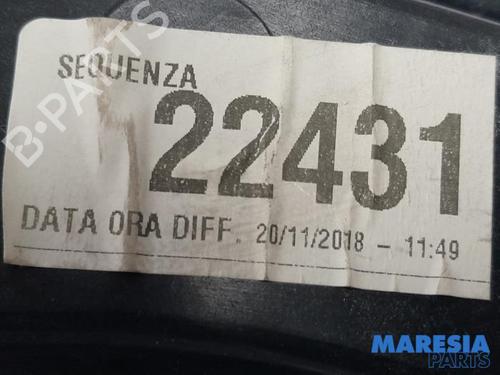 B-PARTS
SEQUENZA
22431
DATA ORA DIFF. 20/11/2018 - 11:49
MARESIA
PARTS